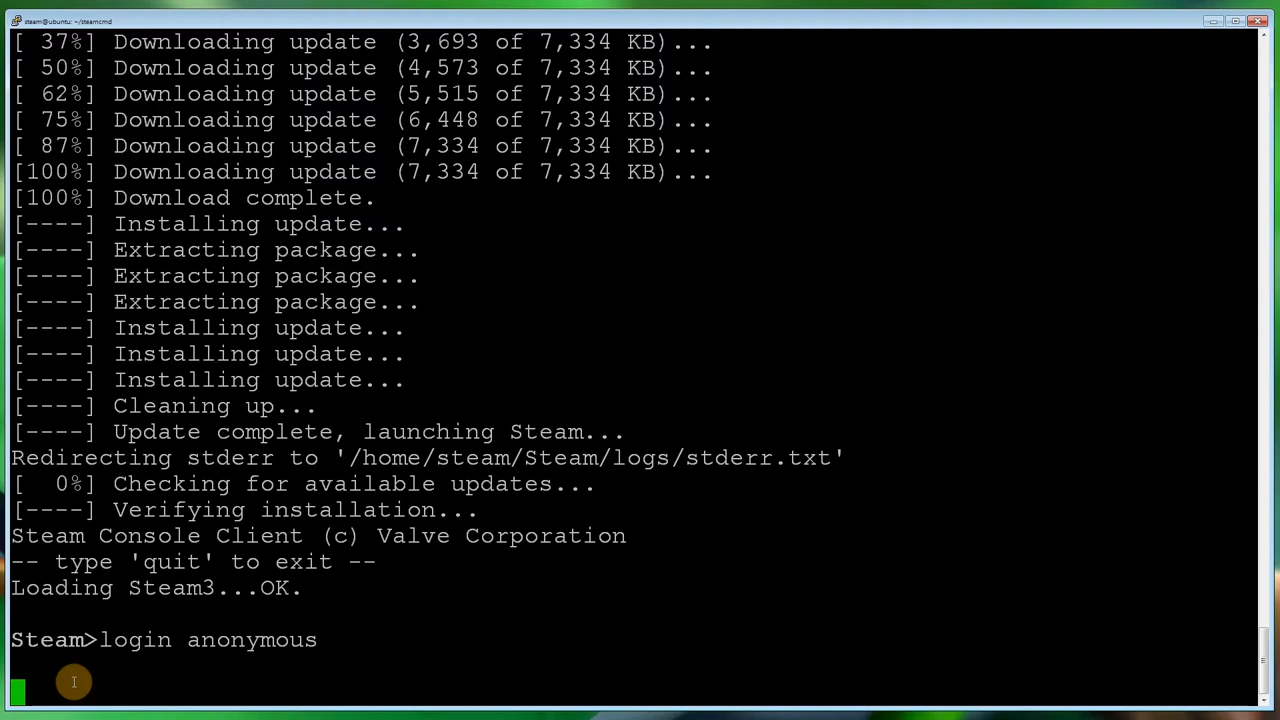 steam@ubuntu: ~/steamcmd
[ 37%] Downloading update (3,693 of 7,334 KB)...
[ 50%] Downloading update (4,573 of 7,334 KB)...
[ 62%] Downloading update (5,515 of 7,334 KB)...
[ 75%] Downloading update (6,448 of 7,334 KB)...
[ 87%] Downloading update (7,334 of 7,334 KB)...
[100%] Downloading update (7,334 of 7,334 KB)...
[100%] Download complete.
[----] Installing update...
[----] Extracting package...
[----] Extracting package...
[----] Extracting package...
[----] Installing update...
[----] Installing update...
[----] Installing update...
[----] Cleaning up...
[----] Update complete, launching Steam...
Redirecting stderr to '/home/steam/Steam/logs/stderr.txt'
[  0%] Checking for available updates...
[----] Verifying installation...
Steam Console Client (c) Valve Corporation
-- type 'quit' to exit --
Loading Steam3...OK.
Steam>login anonymous